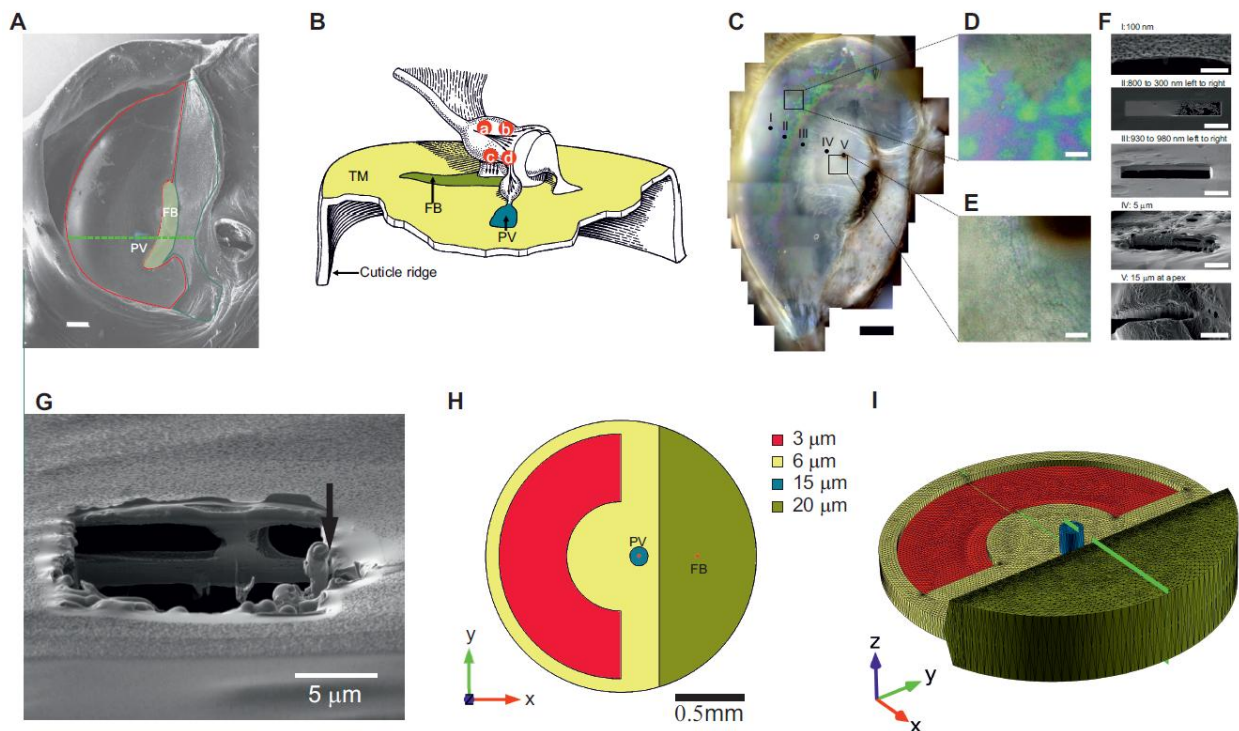 A
FB
PV
B
a
b
c
d
TM
FB
PV
Cuticle ridge
C
I
II
III
IV
V
D
E
F
I:100 nm
II:800 to 300 nm left to right
III:930 to 980 nm left to right
IV: 5 μm
V: 15 μm at apex
G
5 μm
H
PV
FB
y
x
0.5mm
3 μm
6 μm
15 μm
20 μm
I
z
y
x